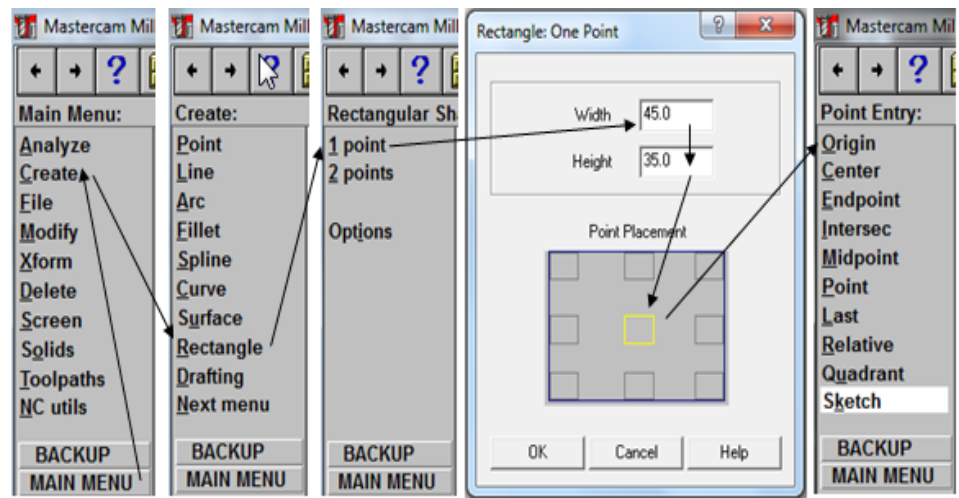 Mastercam Mill
?
Main Menu:
Analyze
Create
File
Modify
Xform
Delete
Screen
Solids
Toolpaths
NC utils
BACKUP
MAIN MENU
Mastercam Mill
?
Create:
Point
Line
Arc
Fillet
Spline
Curve
Surface
Rectangle
Drafting
Next menu
BACKUP
MAIN MENU
Mastercam Mill
?
Rectangular Sh
1 point
2 points
Options
BACKUP
MAIN MENU
Rectangle: One Point
?
Width 45.0
Height 35.0
Point Placement
OK Cancel Help
Mastercam Mil
?
Point Entry:
Origin
Center
Endpoint
Intersec
Midpoint
Point
Last
Relative
Quadrant
Sketch
BACKUP
MAIN MENU